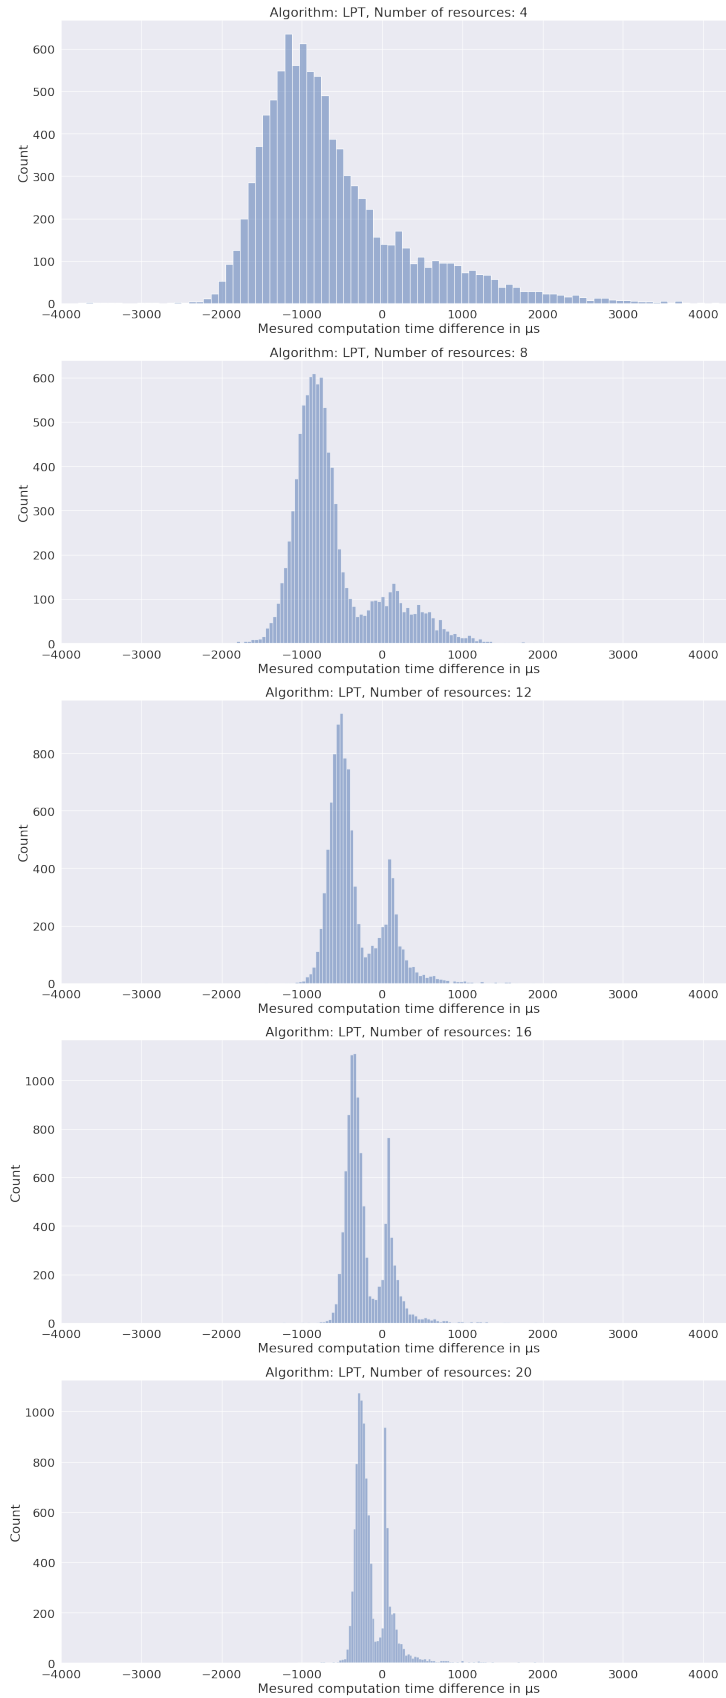 Algorithm: LPT, Number of resources: 4
600
500
400
300
200
100
0
Count
−4000 −3000 −2000 −1000 0 1000 2000 3000 4000
Mesured computation time difference in µs
Algorithm: LPT, Number of resources: 8
600
500
400
300
200
100
0
Count
−4000 −3000 −2000 −1000 0 1000 2000 3000 4000
Mesured computation time difference in µs
Algorithm: LPT, Number of resources: 12
800
600
400
200
0
Count
−4000 −3000 −2000 −1000 0 1000 2000 3000 4000
Mesured computation time difference in µs
Algorithm: LPT, Number of resources: 16
1000
800
600
400
200
0
Count
−4000 −3000 −2000 −1000 0 1000 2000 3000 4000
Mesured computation time difference in µs
Algorithm: LPT, Number of resources: 20
1000
800
600
400
200
0
Count
−4000 −3000 −2000 −1000 0 1000 2000 3000 4000
Mesured computation time difference in µs